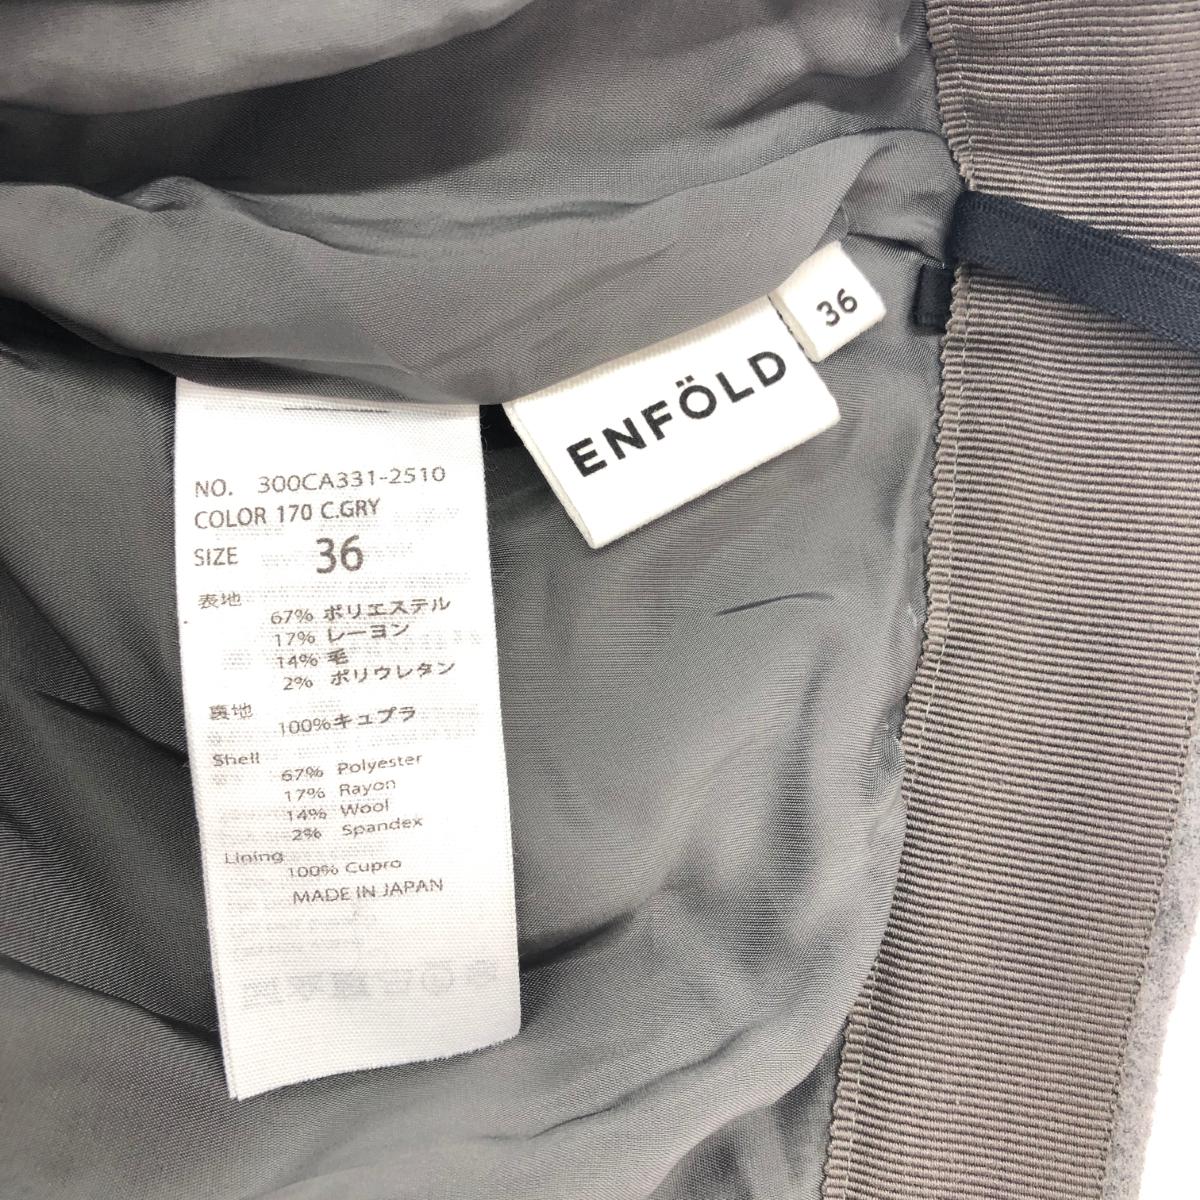 36
ENFÖLD
NO. 300CA331-2510
COLOR 170 C.GRY
SIZE 36
表地
67% ポリエステル
17% レーヨン
14% 毛
2% ポリウレタン
裏地
100%キュプラ
Shell
67% Polyester
17% Rayon
14% Wool
2% Spandex
Lining
100% Cupro
MADE IN JAPAN